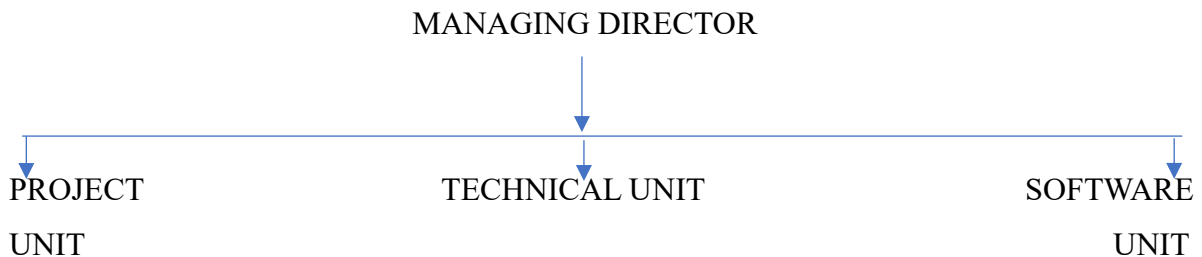 MANAGING DIRECTOR
PROJECT UNIT
TECHNICAL UNIT
SOFTWARE UNIT